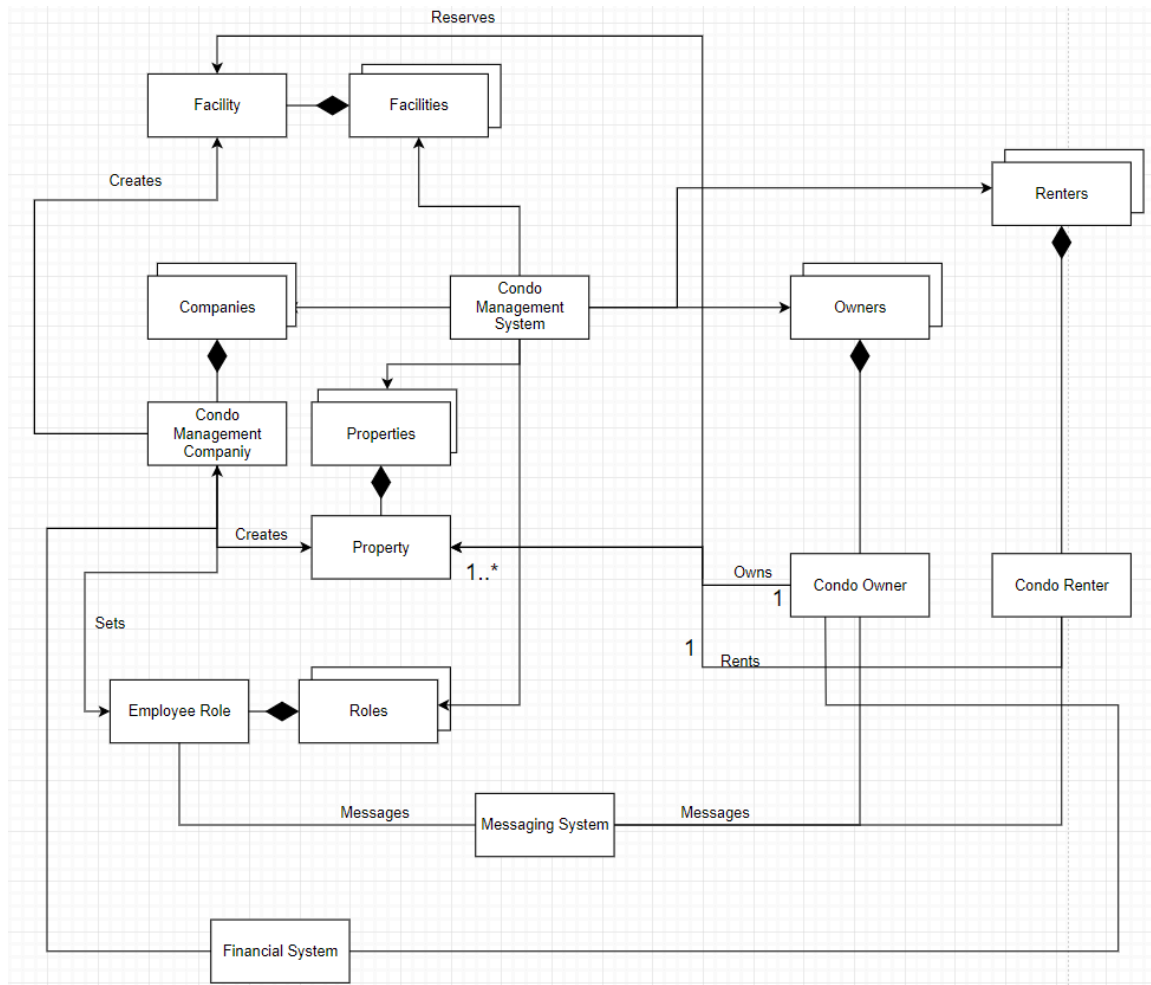 Reserves
Facility
Facilities
Creates
Renters
Companies
Condo
Management
System
Owners
Condo
Management
Companiy
Properties
Creates
Property
1..*
Owns
1
Condo Owner
Condo Renter
Sets
1
Rents
Employee Role
Roles
Messages
Messaging System
Messages
Financial System